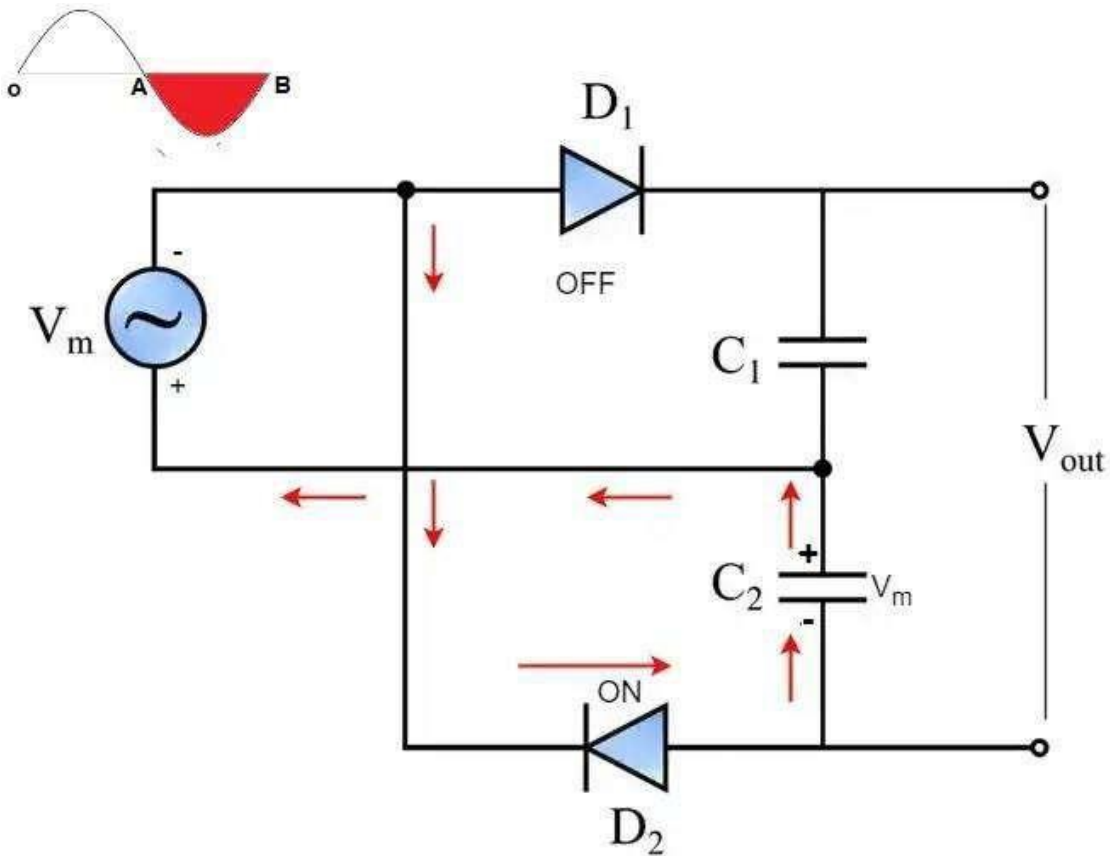 o
A
B
D₁
-
OFF
Vₘ
+
C₁
Vout
+
C₂
Vₘ
-
ON
D₂